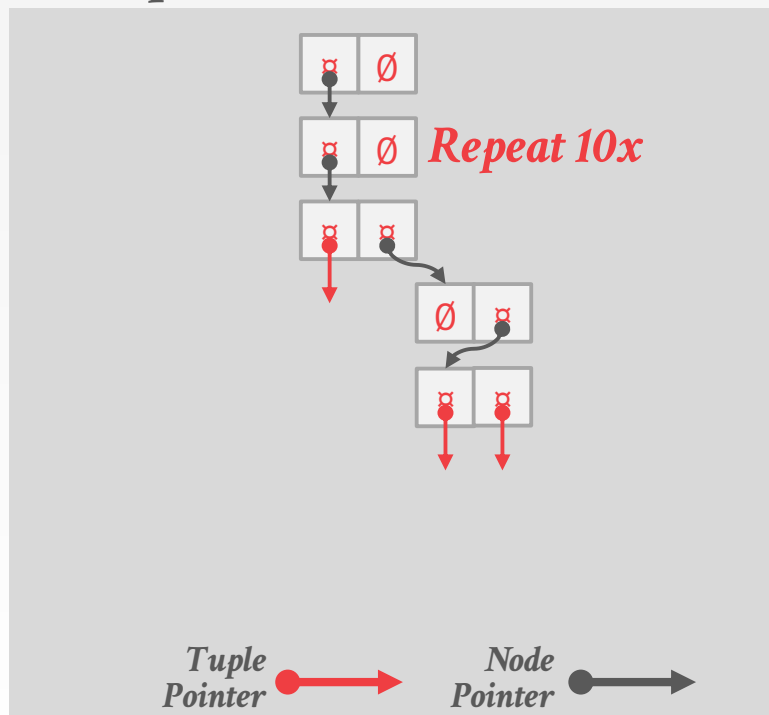 ¤ Ø
¤ Ø Repeat 10x
¤ ¤
Ø ¤
¤ ¤
Tuple Node
Pointer Pointer